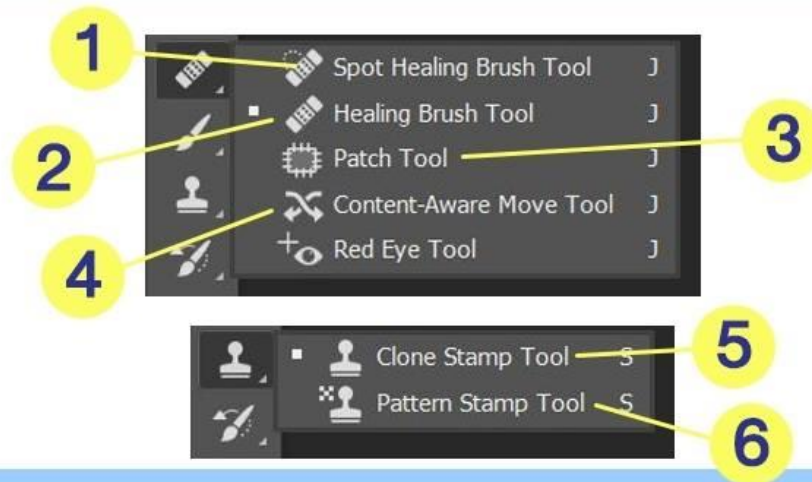 1
Spot Healing Brush Tool J
2
Healing Brush Tool J
Patch Tool J
3
4
Content-Aware Move Tool J
Red Eye Tool J
Clone Stamp Tool S
5
Pattern Stamp Tool S
6